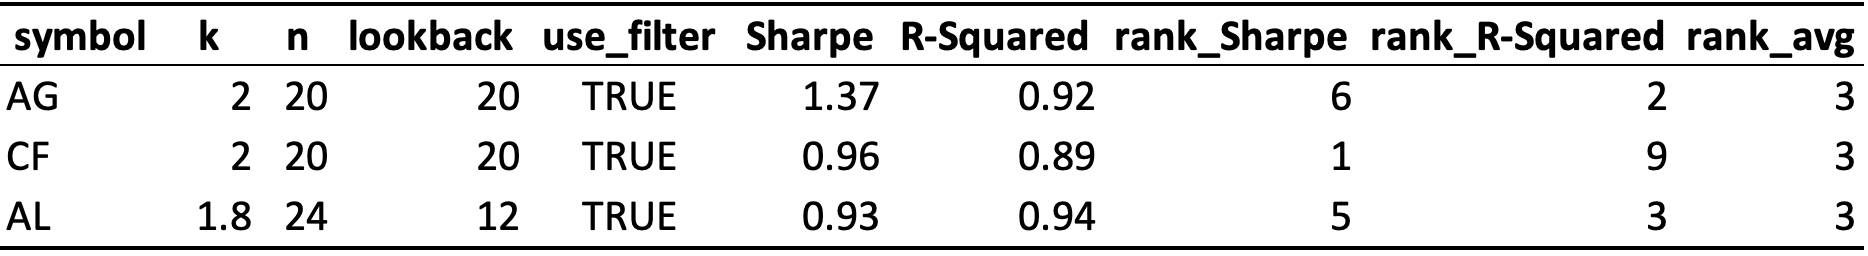 symbol k n lookback use_filter Sharpe R-Squared rank_Sharpe rank_R-Squared rank_avg
AG 2 20 20 TRUE 1.37 0.92 6 2 3
CF 2 20 20 TRUE 0.96 0.89 1 9 3
AL 1.8 24 12 TRUE 0.93 0.94 5 3 3